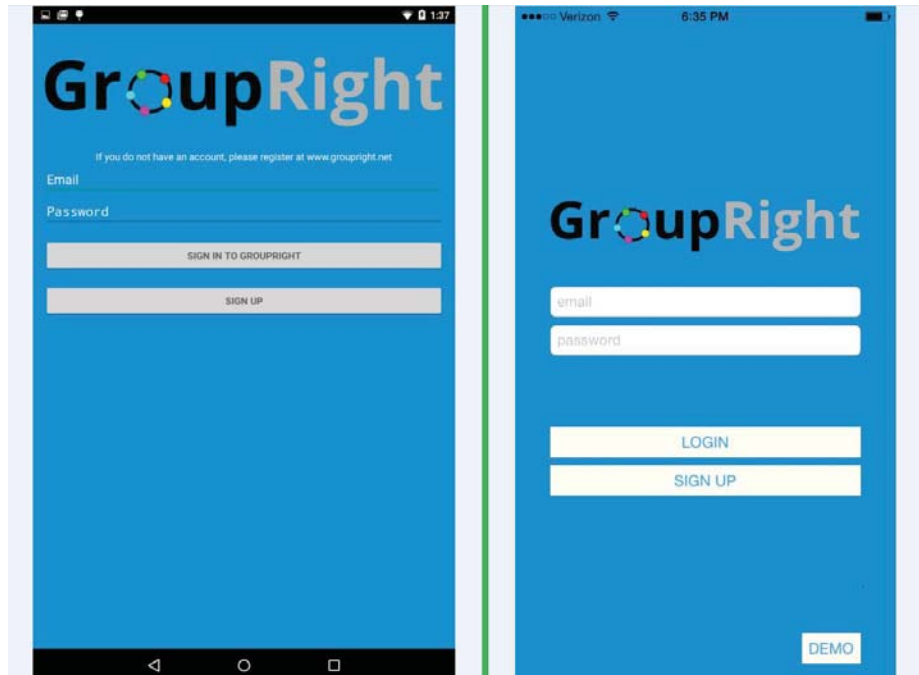 1:37
GroupRight
If you do not have an account, please register at www.groupright.net
Email
Password
SIGN IN TO GROUPRIGHT
SIGN UP
Verizon 6:35 PM
GroupRight
email
password
LOGIN
SIGN UP
DEMO